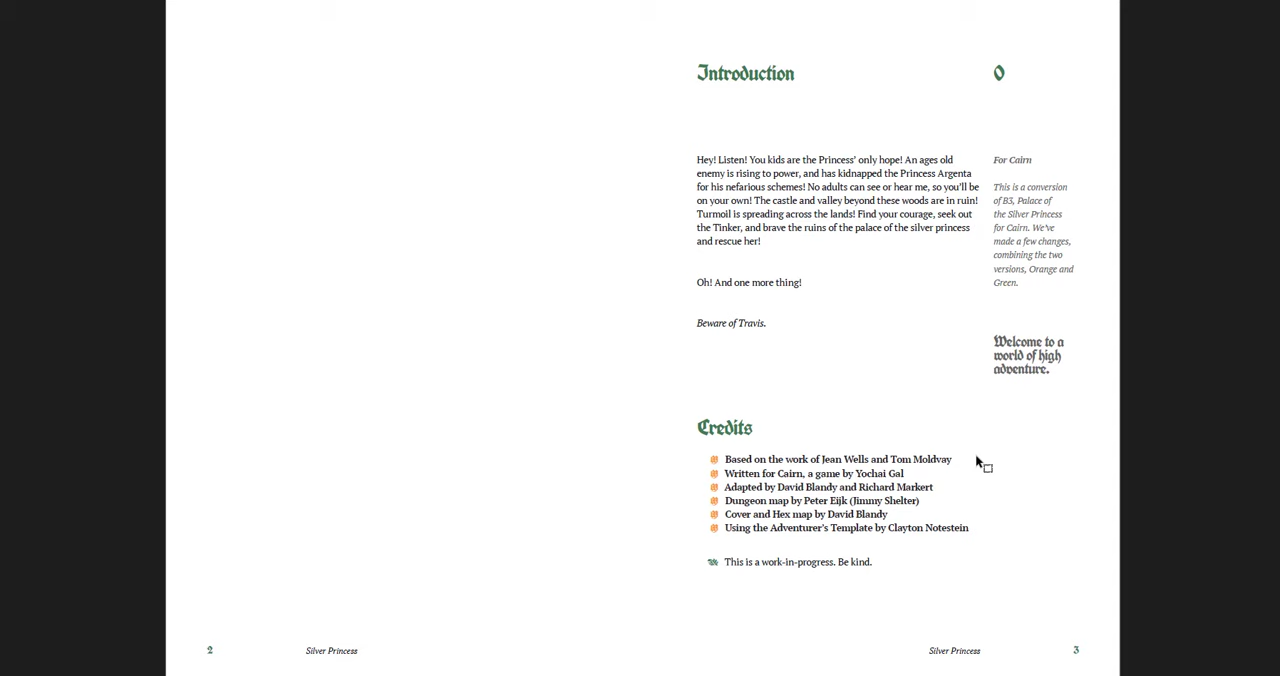 Introduction
0
Hey! Listen! You kids are the Princess' only hope! An ages old
enemy is rising to power, and has kidnapped the Princess Argenta
for his nefarious schemes! No adults can see or hear me, so you'll be
on your own! The castle and valley beyond these woods are in ruin!
Turmoil is spreading across the lands! Find your courage, seek out
the Tinker, and brave the ruins of the palace of the silver princess
and rescue her!
Oh! And one more thing!
Beware of Travis.
For Cairn
This is a conversion
of B3, Palace of
the Silver Princess
for Cairn. We've
made a few changes,
combining the two
versions, Orange and
Green.
Welcome to a
world of high
adventure.
Credits
Based on the work of Jean Wells and Tom Moldvay
Written for Cairn, a game by Yochai Gal
Adapted by David Blandy and Richard Markert
Dungeon map by Peter Eijk (Jimmy Shelter)
Cover and Hex map by David Blandy
Using the Adventurer's Template by Clayton Notestein
This is a work-in-progress. Be kind.
2
Silver Princess
Silver Princess
3